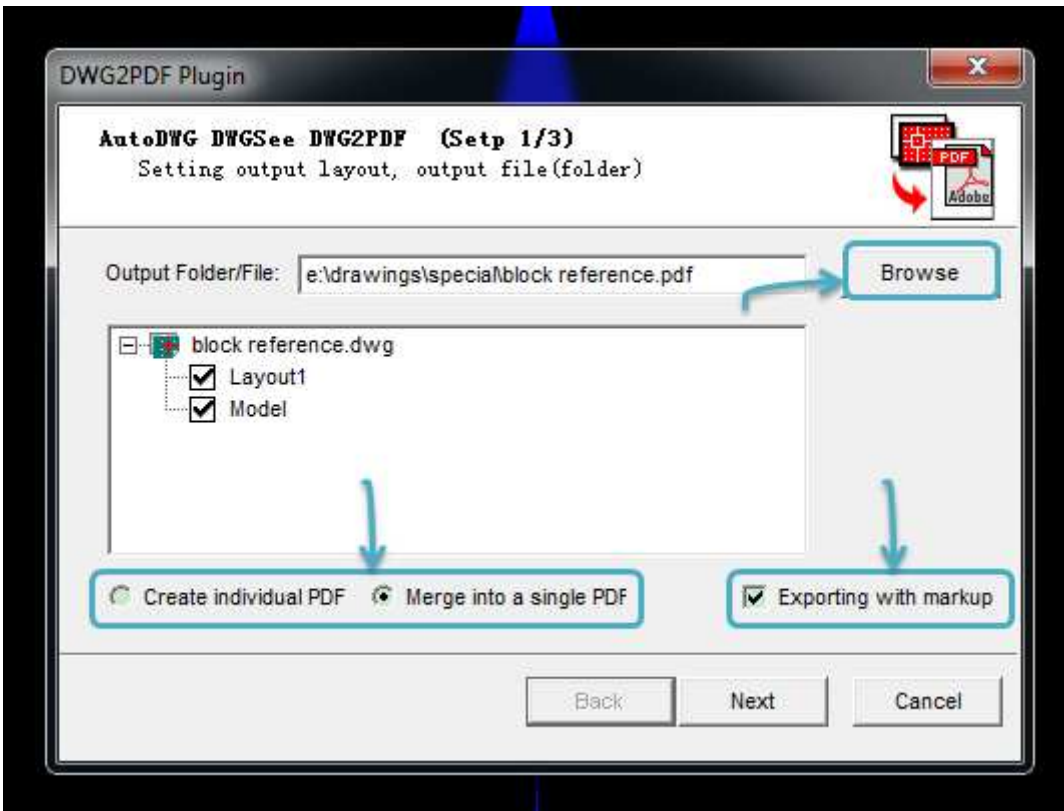 DWG2PDF Plugin
AutoDWG DWGSee DWG2PDF (Setp 1/3)
Setting output layout, output file(folder)
PDF
Adobe
Output Folder/File: e:\drawings\special\block reference.pdf Browse
block reference.dwg
Layout1
Model
Create individual PDF Merge into a single PDF Exporting with markup
Back Next Cancel